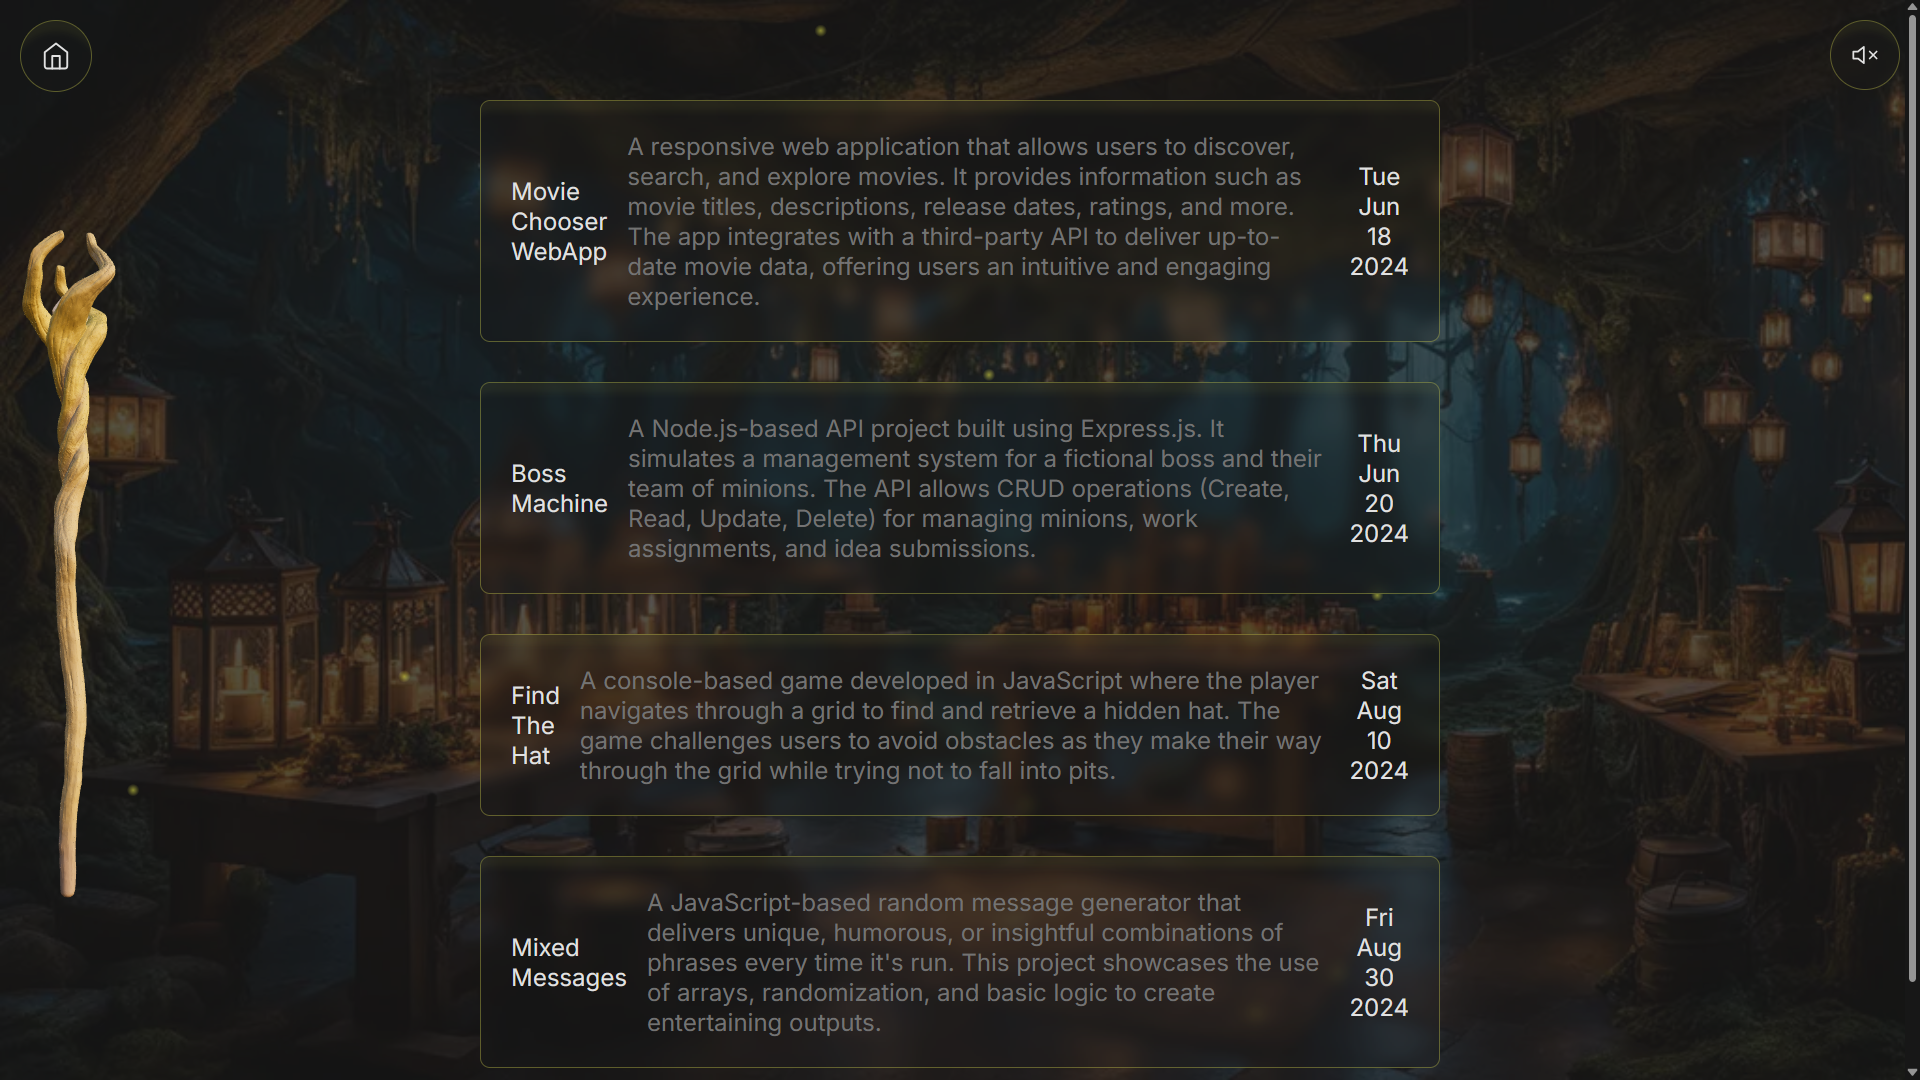 Movie
Chooser
WebApp
A responsive web application that allows users to discover,
search, and explore movies. It provides information such as
movie titles, descriptions, release dates, ratings, and more.
The app integrates with a third-party API to deliver up-to-
date movie data, offering users an intuitive and engaging
experience.
Tue
Jun
18
2024
Boss
Machine
A Node.js-based API project built using Express.js. It
simulates a management system for a fictional boss and their
team of minions. The API allows CRUD operations (Create,
Read, Update, Delete) for managing minions, work
assignments, and idea submissions.
Thu
Jun
20
2024
Find
The
Hat
A console-based game developed in JavaScript where the player
navigates through a grid to find and retrieve a hidden hat. The
game challenges users to avoid obstacles as they make their way
through the grid while trying not to fall into pits.
Sat
Aug
10
2024
Mixed
Messages
A JavaScript-based random message generator that
delivers unique, humorous, or insightful combinations of
phrases every time it's run. This project showcases the use
of arrays, randomization, and basic logic to create
entertaining outputs.
Fri
Aug
30
2024